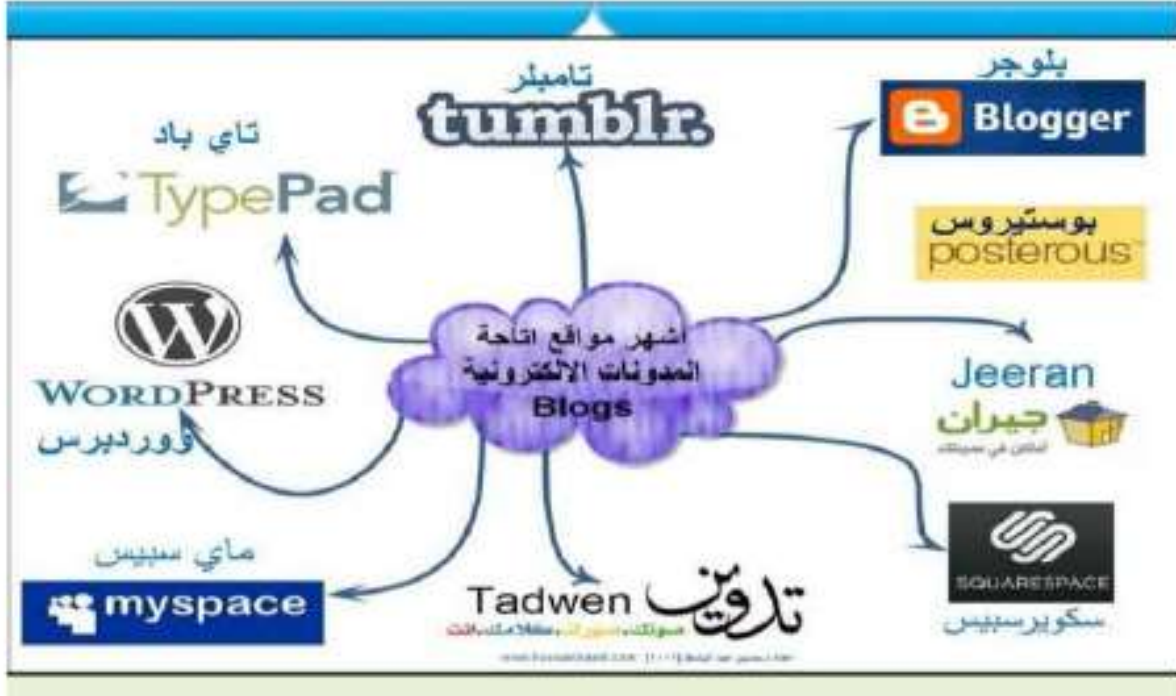 بلوجر
Blogger
تامبلر
tumblr.
تاي باد
TypePad
بوستيروس
posterous
اشهر مواقع اتاحة
المدونات الالكترونية
Blogs
WORDPRESS
ووردبرس
Jeeran
جيران
SQUARESPACE
سكويرسبيس
ماي سبيس
myspace
Tadwen تدوين